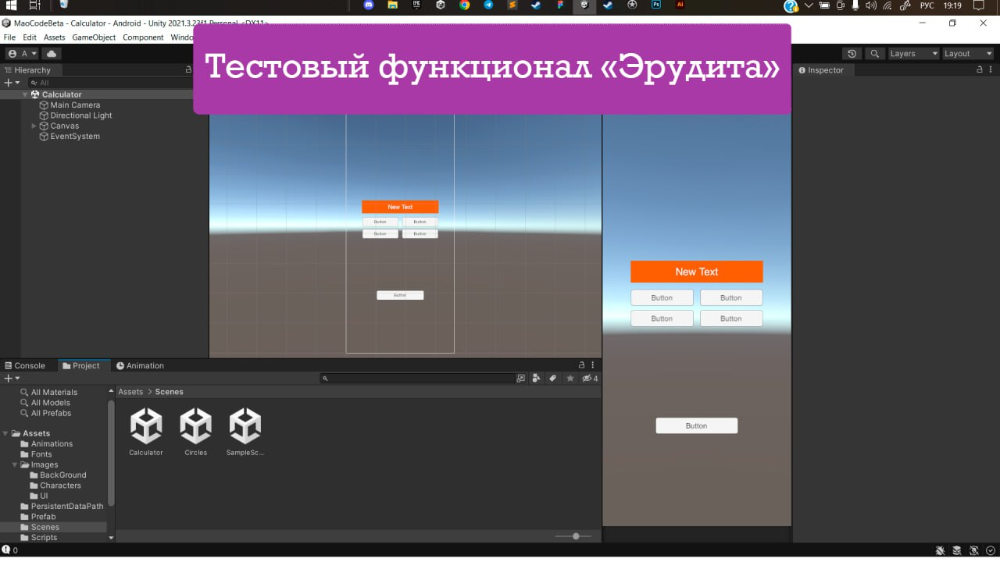 РУС 19:19
MaoCodeBeta - Calculator - Android - Unity 2021.3.23f1 Personal <DX11>
File Edit Assets GameObject Component
Тестовый функционал «Эрудита»
A
Layers
Layout
Hierarchy
Inspector
All
Calculator
Main Camera
Directional Light
Canvas
EventSystem
New Text
Button Button
Button Button
Button
New Text
Button Button
Button Button
Button
Console Project Animation
4
All Materials
All Models
All Prefabs
Assets
Animations
Fonts
Images
BackGround
Characters
UI
PersistentDataPath
Prefab
Scenes
Scripts
Assets > Scenes
Calculator Circles SampleSc...
0